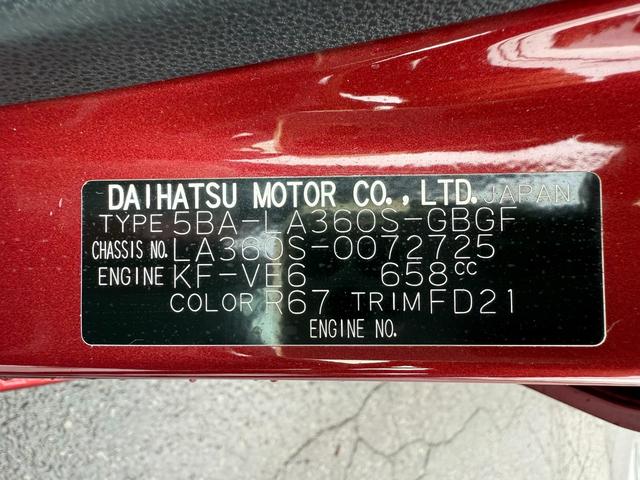 DAIHATSU MOTOR CO., LTD. JAPAN
TYPE 5BA-LA360S-GBGF
CHASSIS NO. LA360S-0072725
ENGINE KF-VE6 658cc
COLOR R67 TRIM FD21
ENGINE NO.